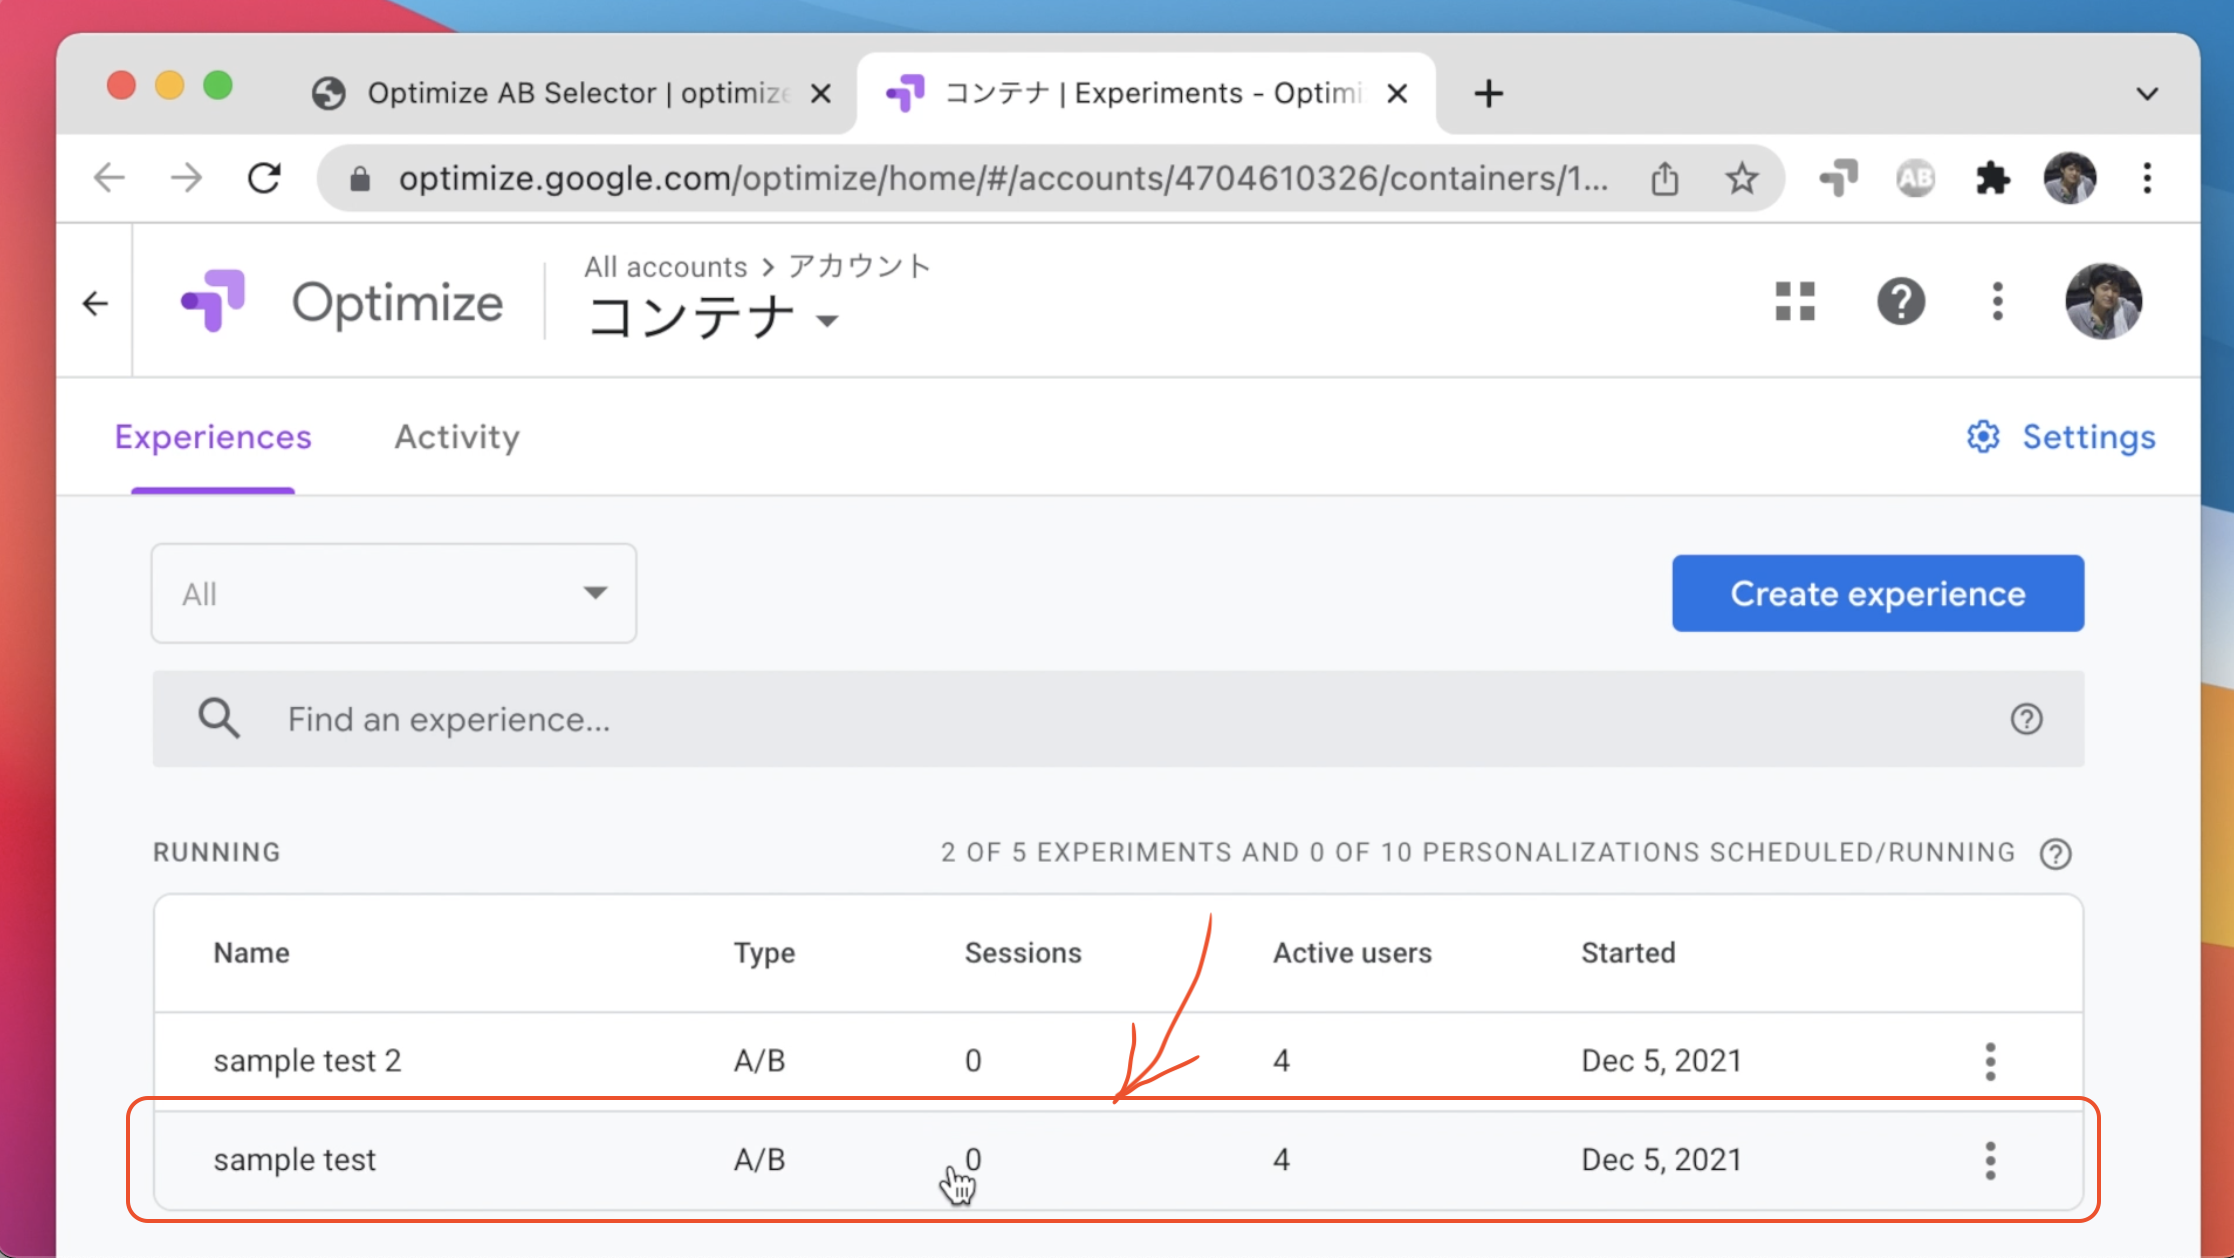 Optimize AB Selector | optimize
コンテナ | Experiments - Optimi
optimize.google.com/optimize/home/#/accounts/4704610326/containers/1...
AB
Optimize
All accounts > アカウント
コンテナ
Experiences
Activity
Settings
All
Create experience
Find an experience...
RUNNING
2 OF 5 EXPERIMENTS AND 0 OF 10 PERSONALIZATIONS SCHEDULED/RUNNING
Name Type Sessions Active users Started
sample test 2 A/B 0 4 Dec 5, 2021
sample test A/B 0 4 Dec 5, 2021